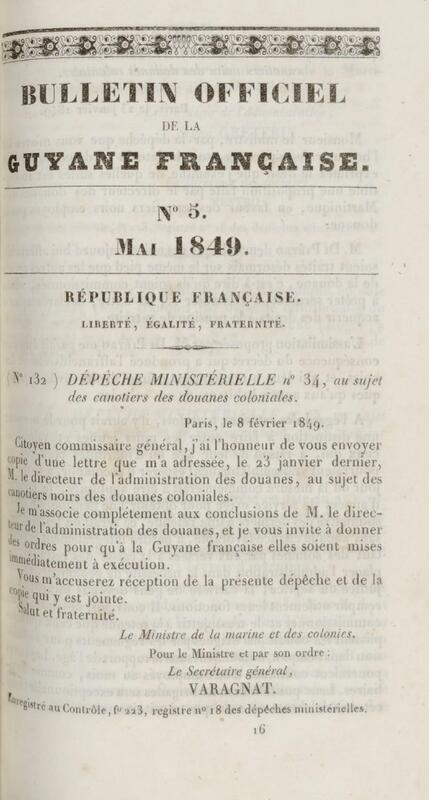 BULLETIN OFFICIEL
DE LA
GUYANE FRANÇAISE.
N° 5.
MAI 1849.
RÉPUBLIQUE FRANÇAISE.
LIBERTÉ, ÉGALITÉ, FRATERNITÉ.
(N° 132) DÉPÊCHE MINISTÉRIELLE n° 34, au sujet
des canotiers des douanes coloniales.
Paris, le 8 février 1849.
Citoyen commissaire général, j'ai l'honneur de vous envoyer
copie d'une lettre que m'a adressée, le 23 janvier dernier,
M. le directeur de l'administration des douanes, au sujet des
canotiers noirs des douanes coloniales.
Je m'associe complétement aux conclusions de M. le direc-
teur de l'administration des douanes, et je vous invite à donner
des ordres pour qu'à la Guyane française elles soient mises
immédiatement à exécution.
Vous m'accuserez réception de la présente dépêche et de la
copie qui y est jointe.
Salut et fraternité.
Le Ministre de la marine et des colonies.
Pour le Ministre et par son ordre :
Le Secrétaire général,
VARAGNAT.
Enregistré au Contrôle, f° 223, registre n° 18 des dépêches ministérielles.
16